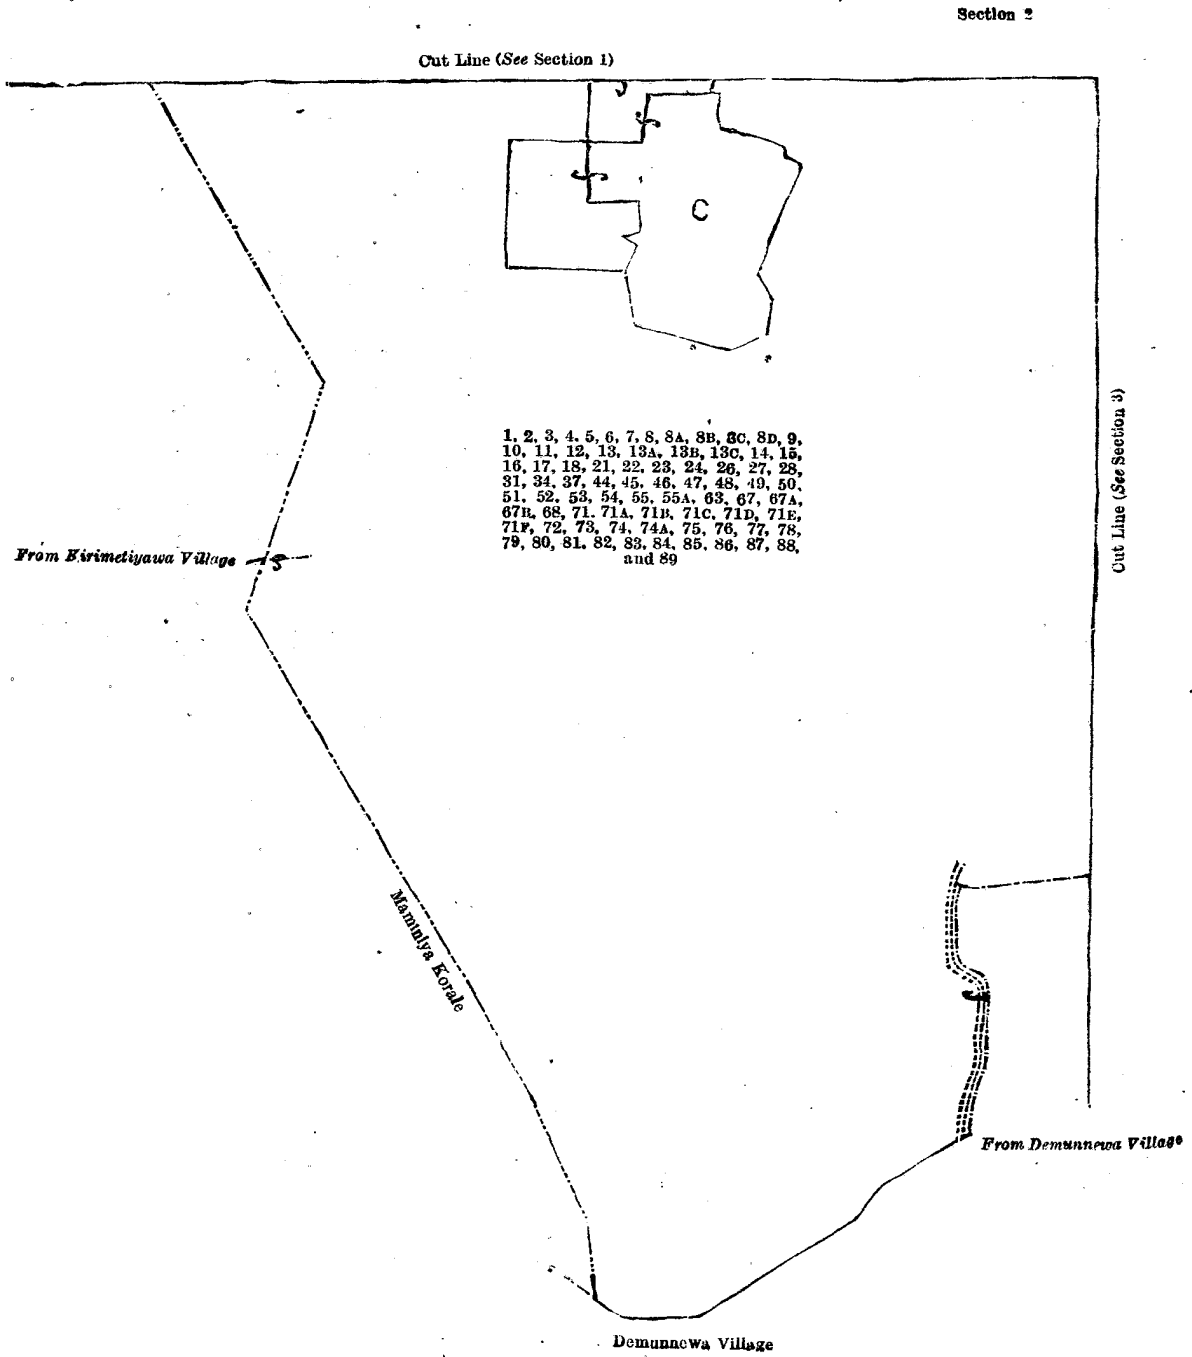 Section 2
Cut Line (See Section 1)
C
1, 2, 3, 4, 5, 6, 7, 8, 8A, 8B, 8C, 8D, 9,
10, 11, 12, 13, 13A, 13B, 13C, 14, 15,
16, 17, 18, 21, 22, 23, 24, 26, 27, 28,
31, 34, 37, 44, 45, 46, 47, 48, 49, 50,
51, 52, 53, 54, 55, 55A, 63, 67, 67A,
67B, 68, 71, 71A, 71B, 71C, 71D, 71E,
71F, 72, 73, 74, 74A, 75, 76, 77, 78,
79, 80, 81, 82, 83, 84, 85, 86, 87, 88,
and 89
Cut Line (See Section 3)
From Kirimetiyawa Village
Maminiya Korale
From Demunnewa Village
Demunnewa Village